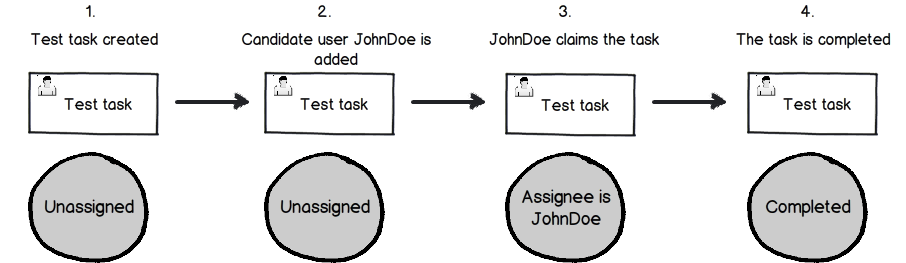 1.
Test task created
Test task
Unassigned
2.
Candidate user JohnDoe is
added
Test task
Unassigned
3.
JohnDoe claims the task
Test task
Assignee is
JohnDoe
4.
The task is completed
Test task
Completed